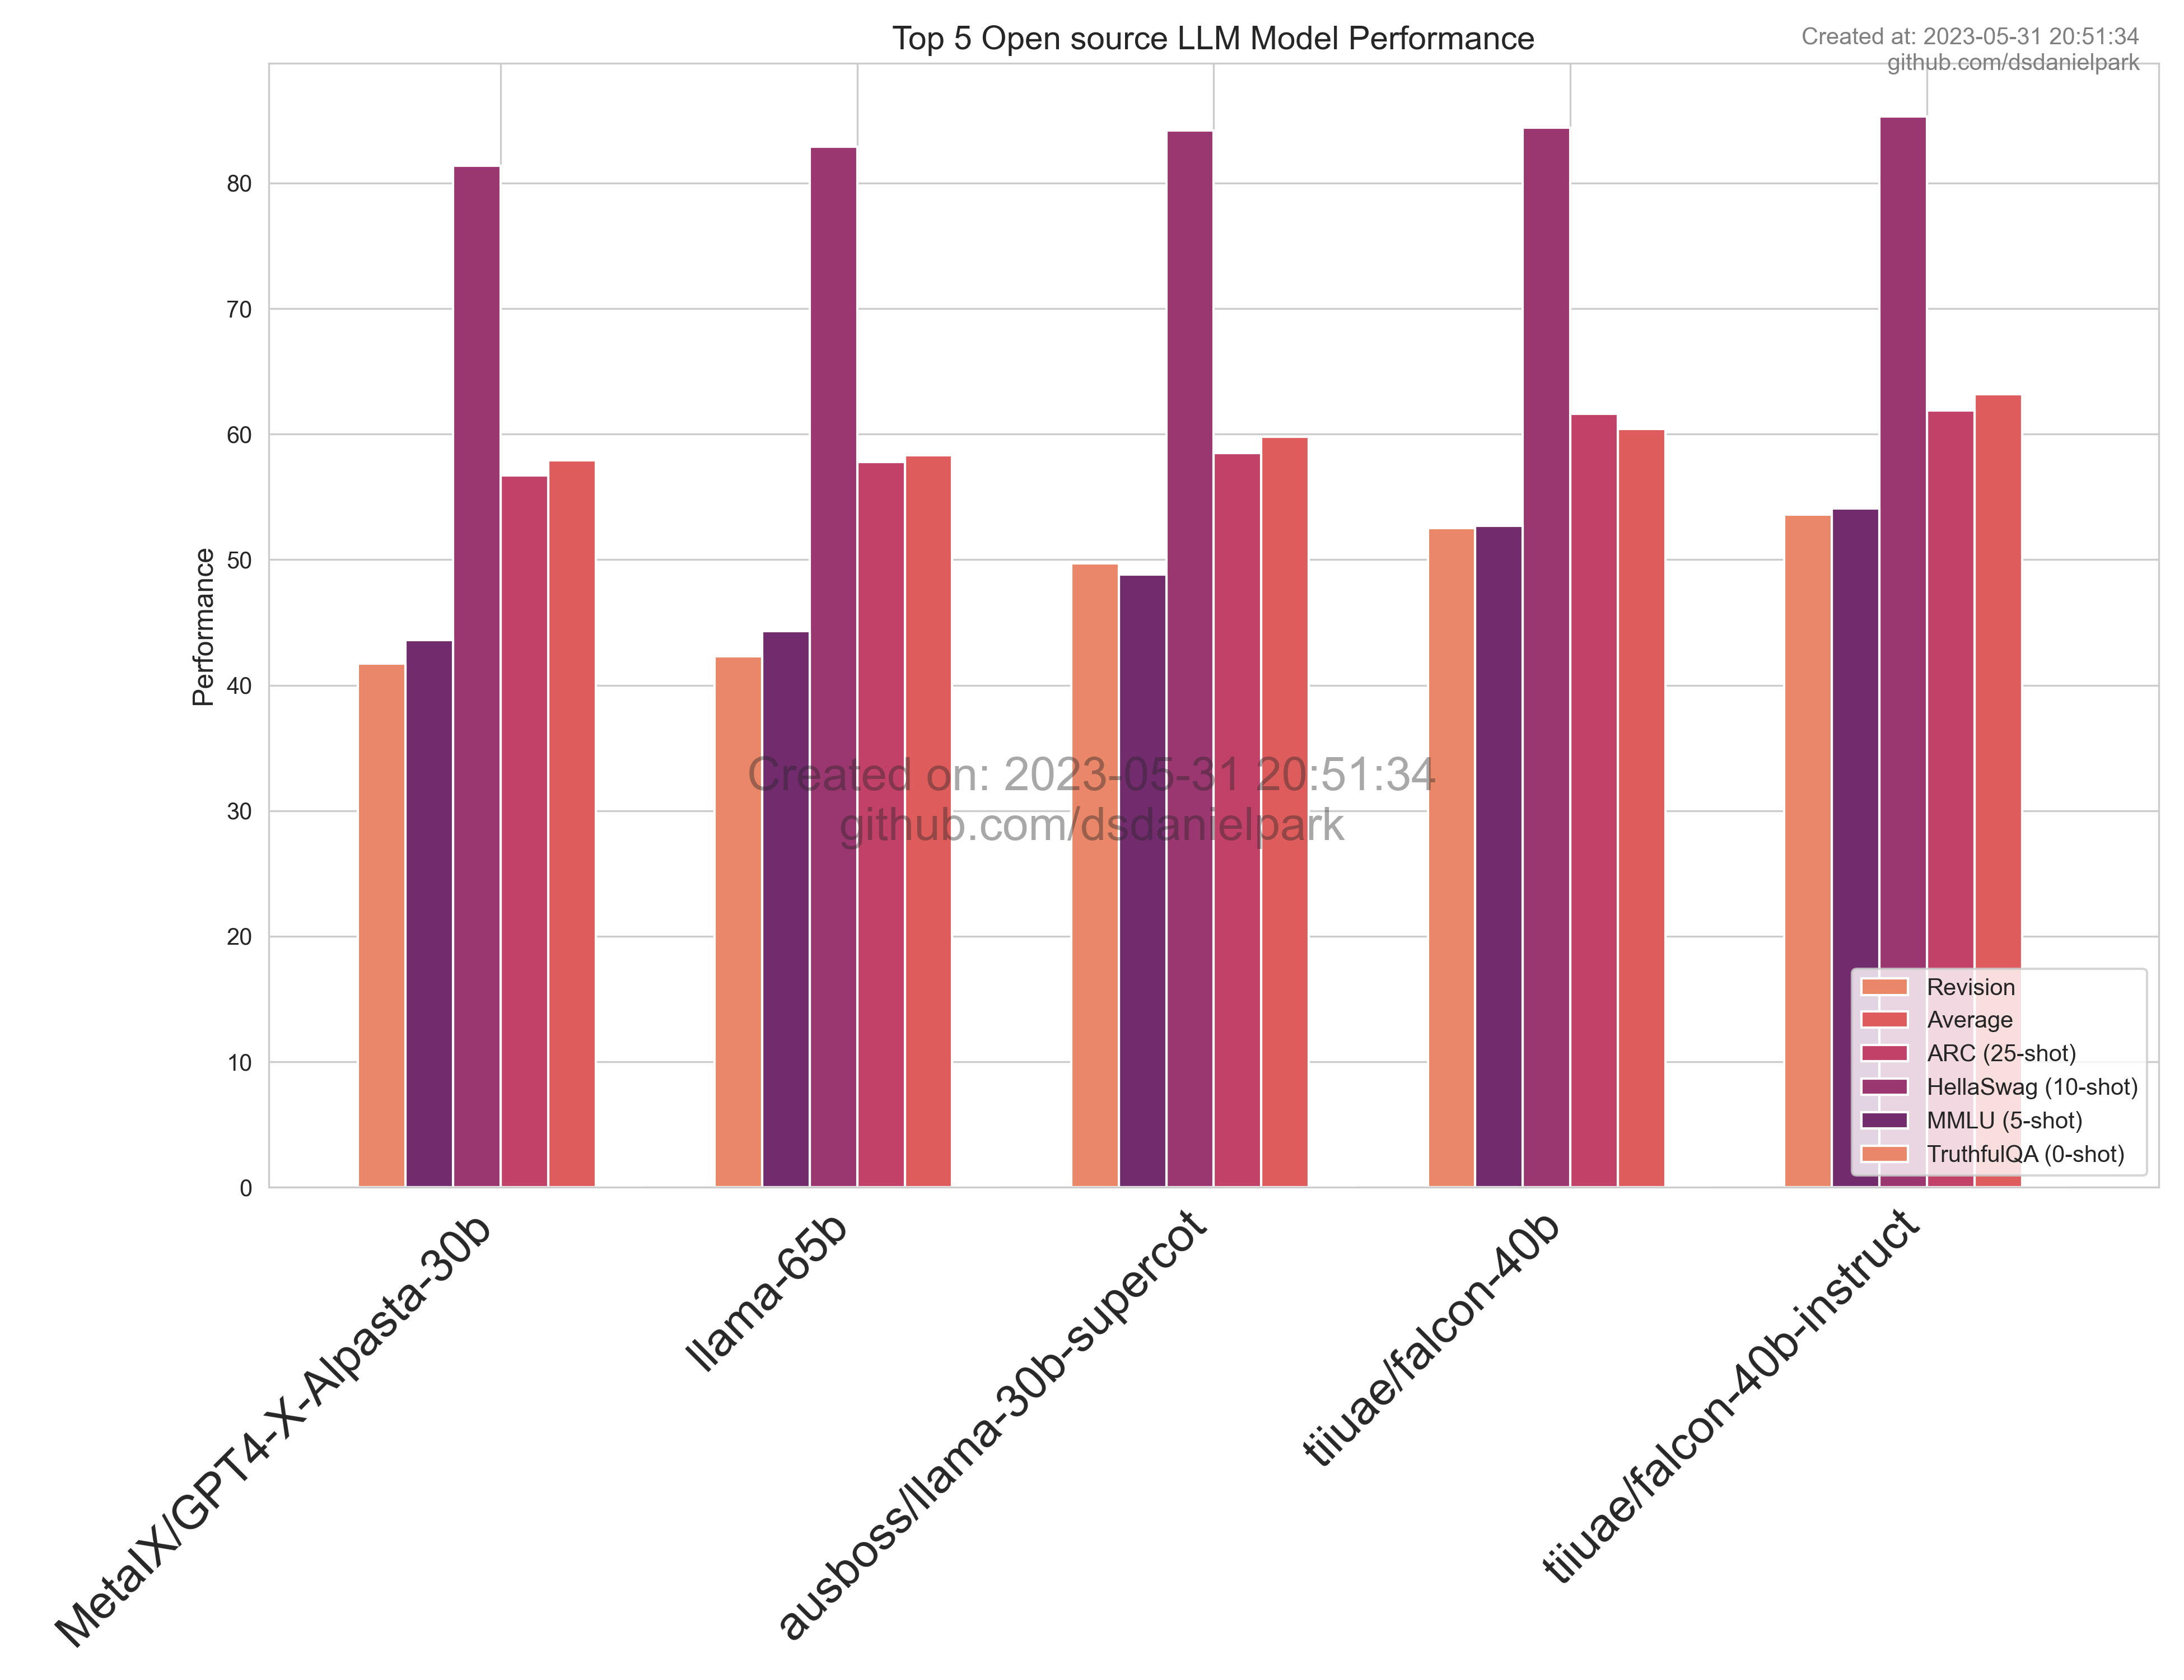 Top 5 Open source LLM Model Performance
Created at: 2023-05-31 20:51:34
github.com/dsdanielpark
Performance
80
70
60
50
40
30
20
10
0
Created on: 2023-05-31 20:51:34
github.com/dsdanielpark
Revision
Average
ARC (25-shot)
HellaSwag (10-shot)
MMLU (5-shot)
TruthfulQA (0-shot)
MetaIX/GPT4-X-Alpasta-30b
llama-65b
ausboss/llama-30b-supercot
tiiuae/falcon-40b
tiiuae/falcon-40b-instruct